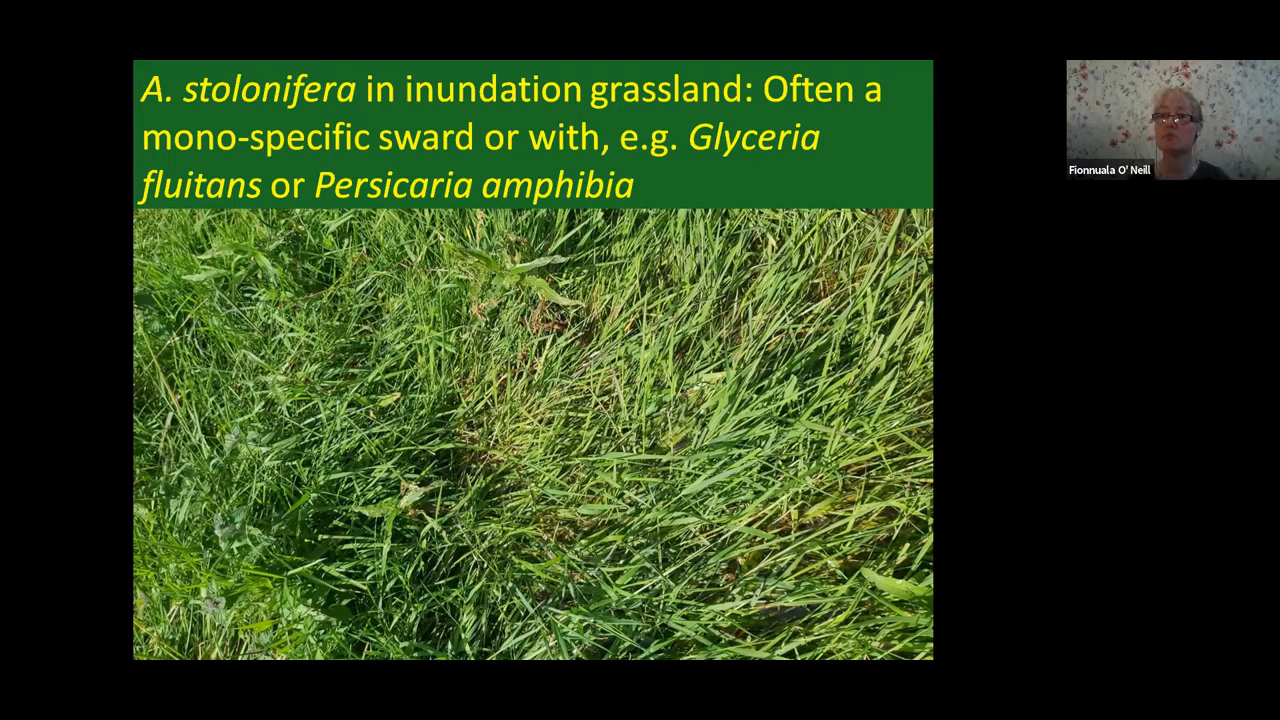 A. stolonifera in inundation grassland: Often a
mono-specific sward or with, e.g. Glyceria
fluitans or Persicaria amphibia
Fionnuala O' Neill